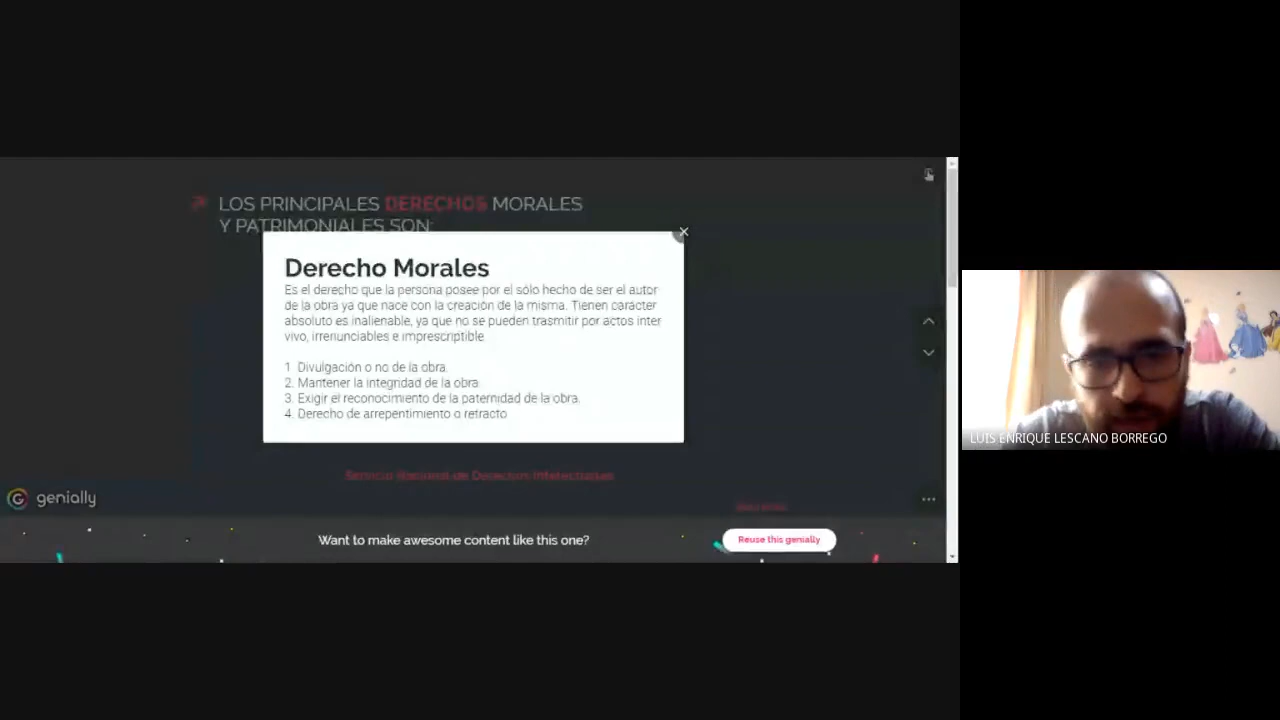 LOS PRINCIPALES DERECHOS MORALES
Y PATRIMONIALES SON:
Derecho Morales
Es el derecho que la persona posee por el sólo hecho de ser el autor
de la obra ya que nace con la creación de la misma. Tienen carácter
absoluto es inalienable, ya que no se pueden trasmitir por actos inter
vivo, irrenunciables e imprescriptible.
1. Divulgación o no de la obra.
2. Mantener la integridad de la obra.
3. Exigir el reconocimiento de la paternidad de la obra.
4. Derecho de arrepentimiento o retracto
Servicio Nacional de Derechos Intelectuales
genially
Want to make awesome content like this one?
Reuse this genially
LUIS ENRIQUE LESCANO BORREGO